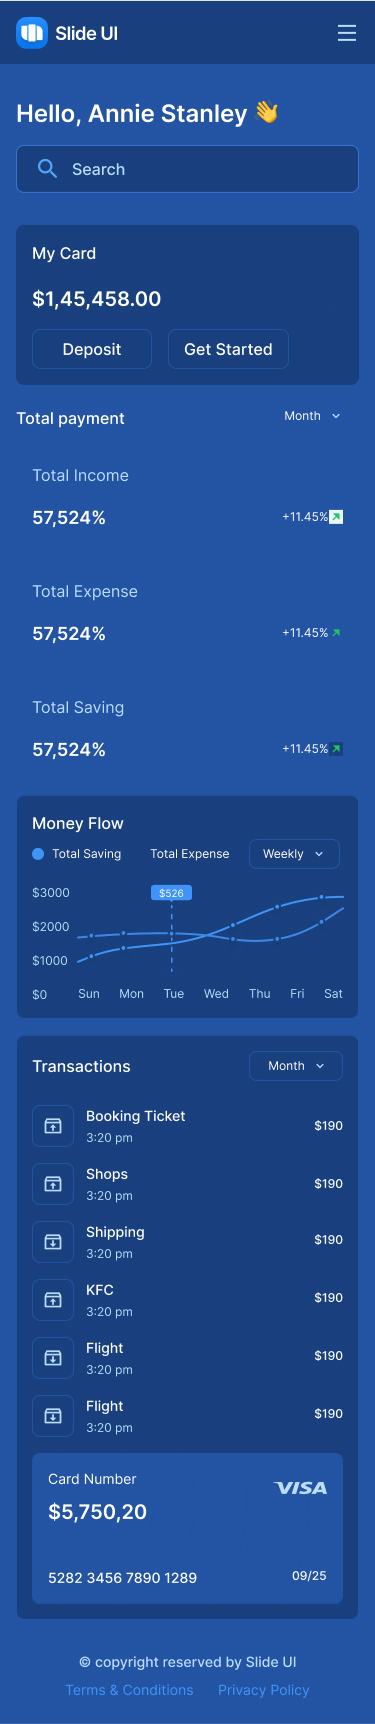 Slide UI
Hello, Annie Stanley 👋
Search
My Card
$1,45,458.00
Deposit Get Started
Total payment Month
Total Income
57,524% +11.45%
Total Expense
57,524% +11.45%
Total Saving
57,524% +11.45%
Money Flow
Total Saving Total Expense Weekly
$3000 $526
$2000
$1000
$0 Sun Mon Tue Wed Thu Fri Sat
Transactions Month
Booking Ticket
3:20 pm $190
Shops
3:20 pm $190
Shipping
3:20 pm $190
KFC
3:20 pm $190
Flight
3:20 pm $190
Flight
3:20 pm $190
Card Number VISA
$5,750,20
5282 3456 7890 1289 09/25
© copyright reserved by Slide UI
Terms & Conditions Privacy Policy